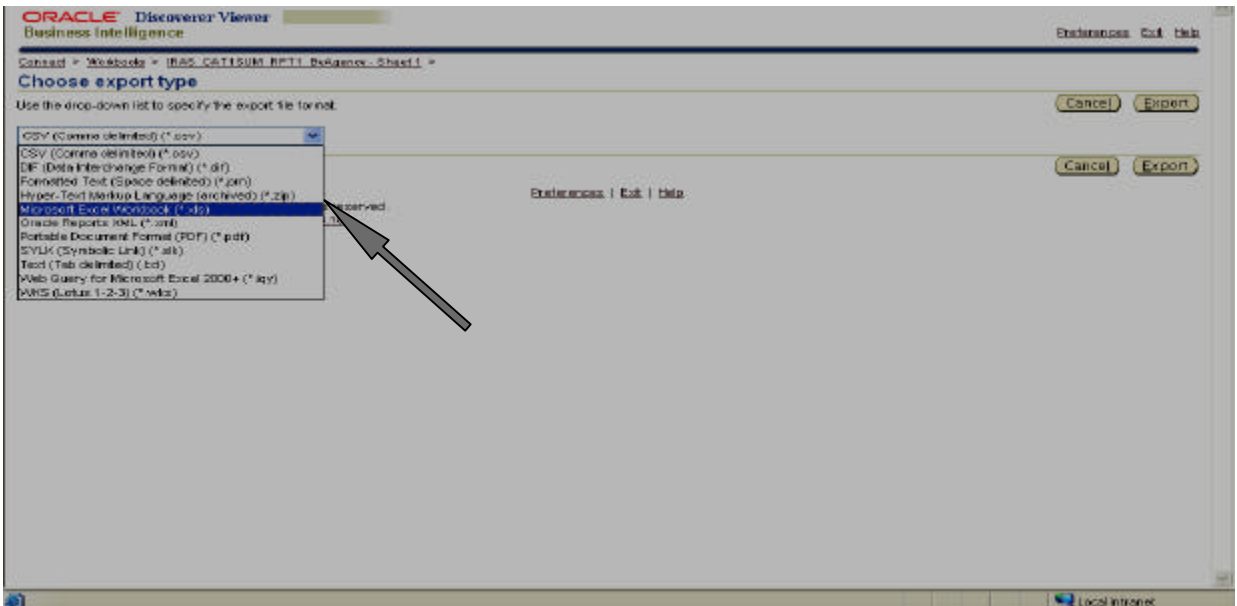 ORACLE Discoverer Viewer
Business Intelligence
Preferences Exit Help
Connect > Workbooks > IRAS CAT1SUM RPT1 ByAgency - Sheet 1 >
Choose export type
Use the drop-down list to specify the export file format.
Cancel Export
CSV (Comma delimited) (*.csv)
CSV (Comma delimited) (*.csv)
DIF (Data Interchange Format) (*.dif)
Formatted Text (Space delimited) (*.prn)
Hyper-Text Markup Language (archived) (*.zip)
Microsoft Excel Workbook (*.xls)
Oracle Reports XML (*.xml)
Portable Document Format (PDF) (*.pdf)
SYLK (Symbolic Link) (*.slk)
Text (Tab delimited) (.txt)
Web Query for Microsoft Excel 2000+ (*.iqy)
WKS (Lotus 1-2-3) (*.wks)
Cancel Export
Preferences | Exit | Help
reserved.
Local intranet